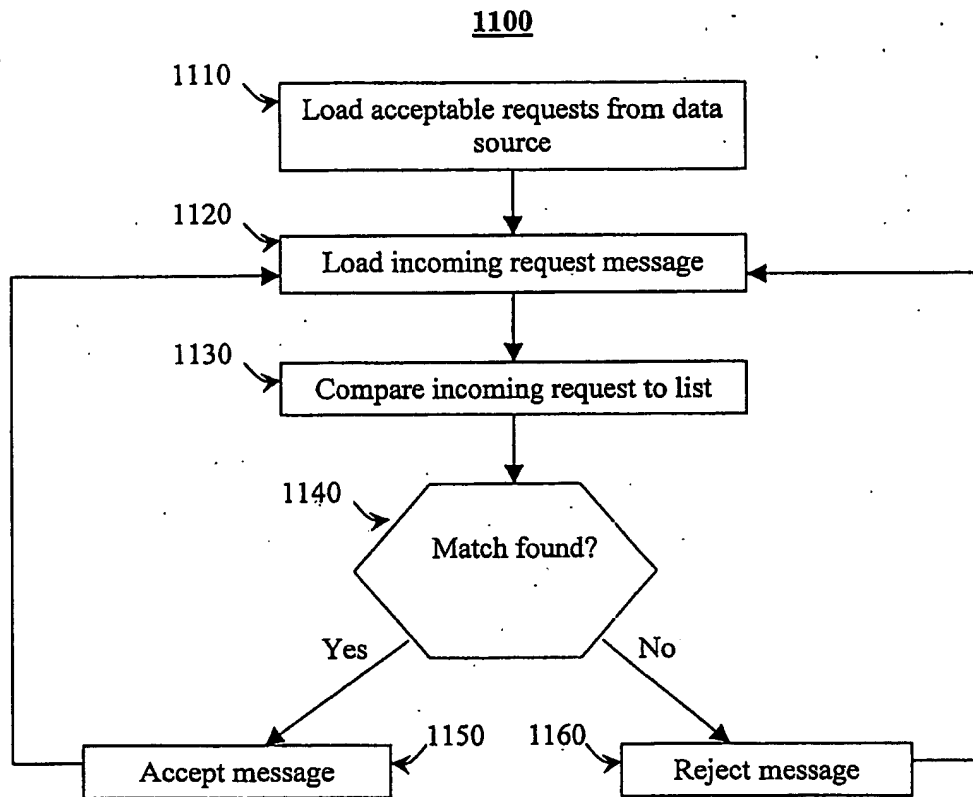 1100
1110
Load acceptable requests from data
source
1120
Load incoming request message
1130
Compare incoming request to list
1140
Match found?
Yes
No
1150
1160
Accept message
Reject message